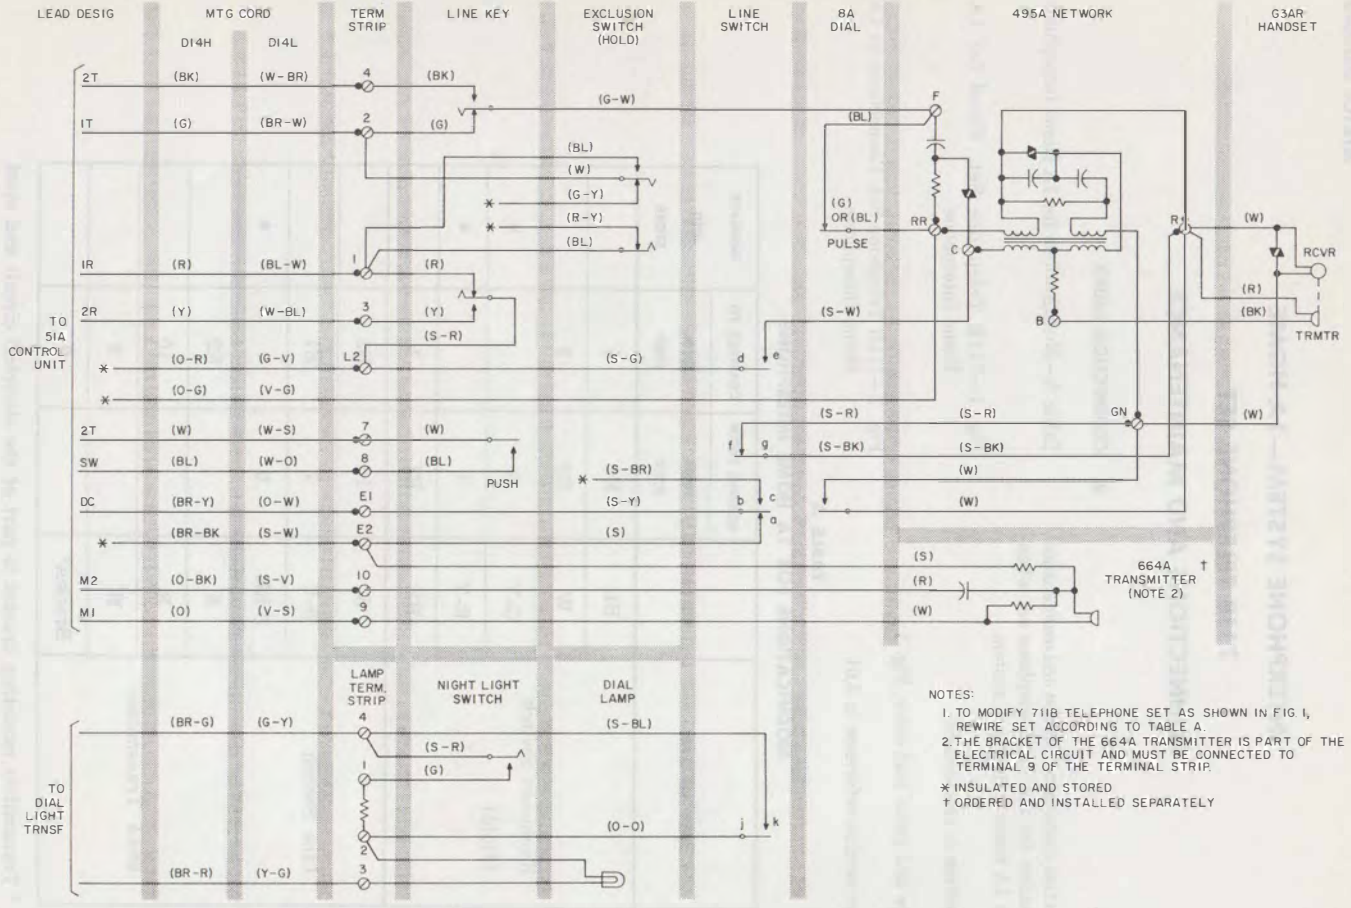 LEAD DESIG
MTG CORD
TERM
STRIP
LINE KEY
EXCLUSION
SWITCH
(HOLD)
LINE
SWITCH
8A
DIAL
495A NETWORK
G3AR
HANDSET
D14H
D14L
2T (BK) (W-BR) 4 (BK)
(G-W)
F
(BL)
1T (G) (BR-W) 2 (G)
(BL)
(W)
* (G-Y)
* (R-Y)
(BL)
(G)
OR (BL)
PULSE
RR
C
R
(W)
RCVR
(R)
(BK)
TRMTR
1R (R) (BL-W) 1 (R)
2R (Y) (W-BL) 3 (Y)
(S-R)
(S-W)
B
TO
51A
CONTROL
UNIT
* (O-R) (G-V) L2 (S-G) d e
* (O-G) (V-G)
(S-R) (S-R) GN (W)
2T (W) (W-S) 7 (W)
f g (S-BK) (S-BK)
SW (BL) (W-O) 8 (BL)
PUSH
* (S-BR) c
(W)
DC (BR-Y) (O-W) E1 (S-Y) b a
(W)
* (BR-BK (S-W) E2 (S)
(S)
664A †
TRANSMITTER
(NOTE 2)
M2 (O-BK) (S-V) 10 (R)
M1 (O) (V-S) 9 (W)
LAMP
TERM.
STRIP
NIGHT LIGHT
SWITCH
DIAL
LAMP
(BR-G) (G-Y) 4 (S-BL)
(S-R)
1 (G)
TO
DIAL
LIGHT
TRNSF
(O-O) j k
2
(BR-R) (Y-G) 3
NOTES:
1. TO MODIFY 711B TELEPHONE SET AS SHOWN IN FIG. 1,
REWIRE SET ACCORDING TO TABLE A.
2. THE BRACKET OF THE 664A TRANSMITTER IS PART OF THE
ELECTRICAL CIRCUIT AND MUST BE CONNECTED TO
TERMINAL 9 OF THE TERMINAL STRIP.
* INSULATED AND STORED
† ORDERED AND INSTALLED SEPARATELY